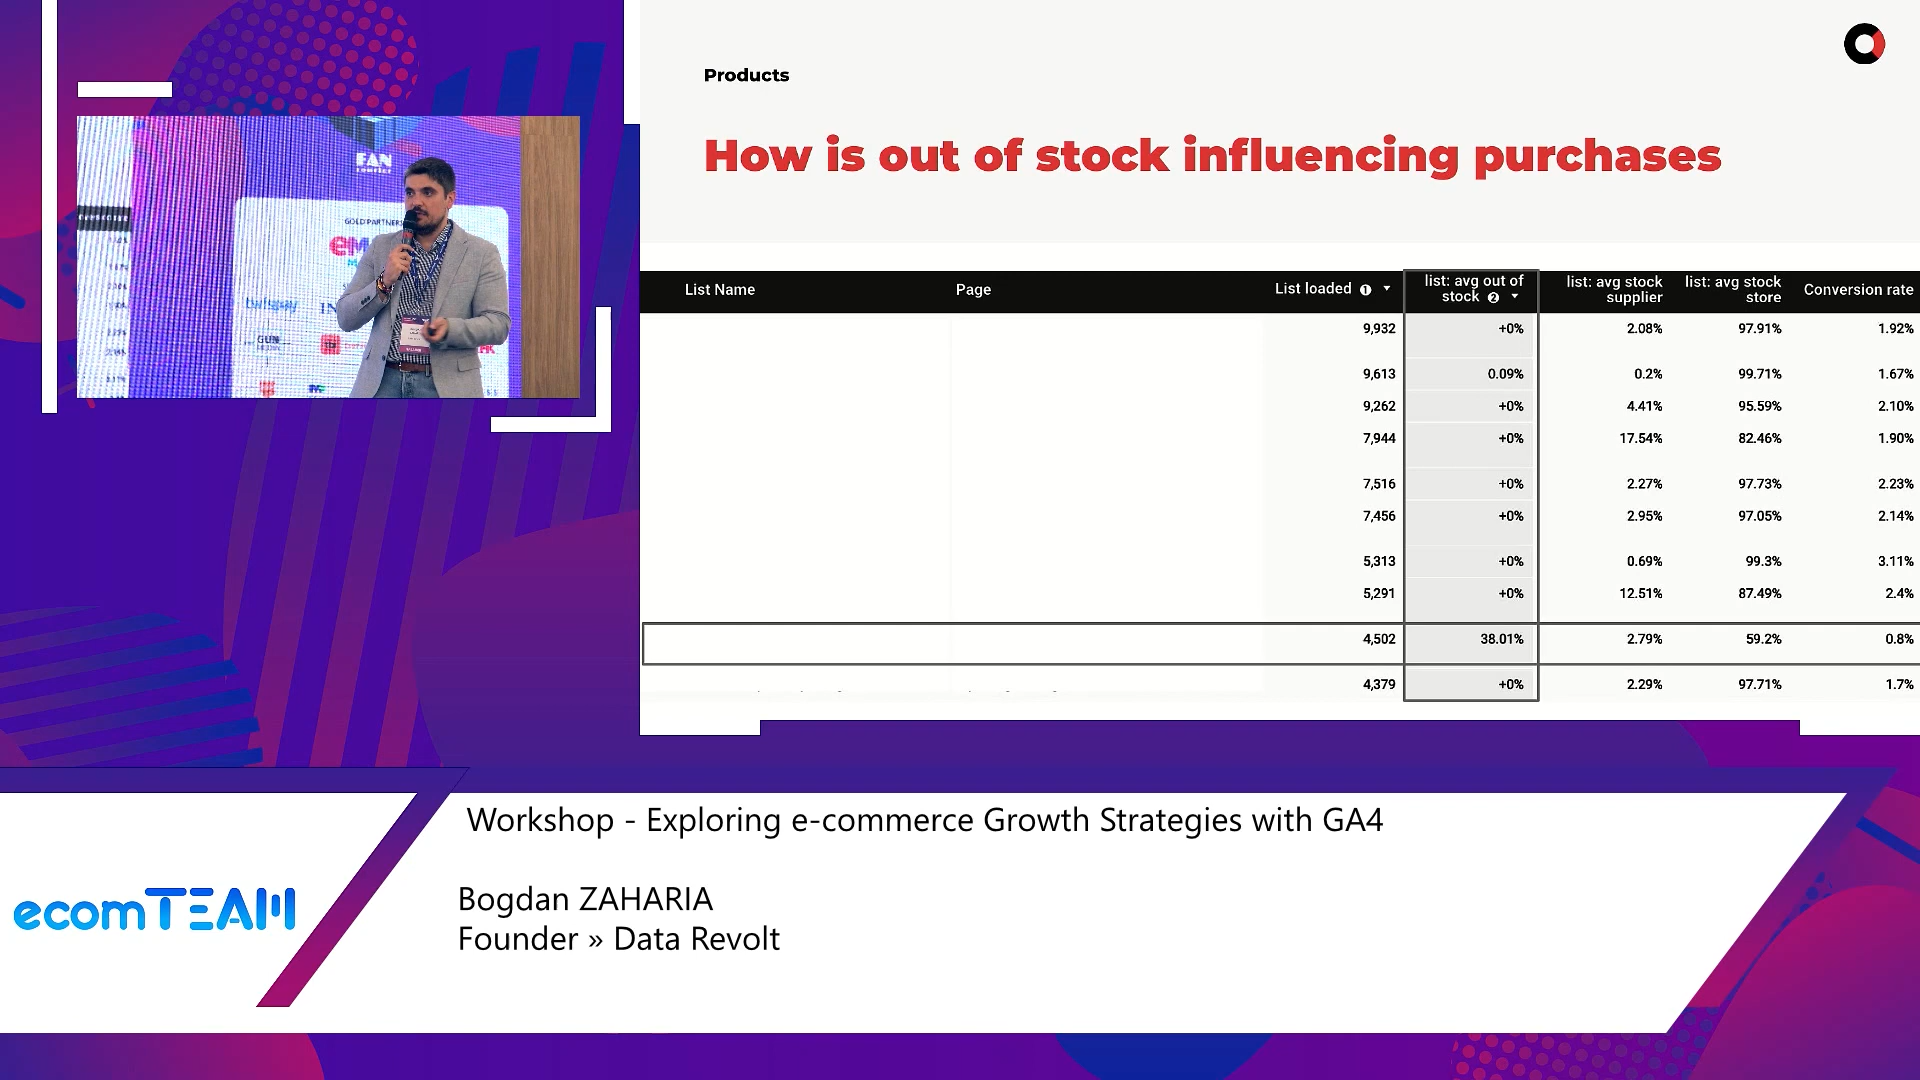 Products
How is out of stock influencing purchases
List Name Page List loaded 1 list: avg out of stock 2 list: avg stock supplier list: avg stock store Conversion rate
9,932 +0% 2.08% 97.91% 1.92%
9,613 0.09% 0.2% 99.71% 1.67%
9,262 +0% 4.41% 95.59% 2.10%
7,944 +0% 17.54% 82.46% 1.90%
7,516 +0% 2.27% 97.73% 2.23%
7,456 +0% 2.95% 97.05% 2.14%
5,313 +0% 0.69% 99.3% 3.11%
5,291 +0% 12.51% 87.49% 2.4%
4,502 38.01% 2.79% 59.2% 0.8%
4,379 +0% 2.29% 97.71% 1.7%
FAN
courier
GOLD PARTNERS
Workshop - Exploring e-commerce Growth Strategies with GA4
Bogdan ZAHARIA
Founder » Data Revolt
ecomTEAM